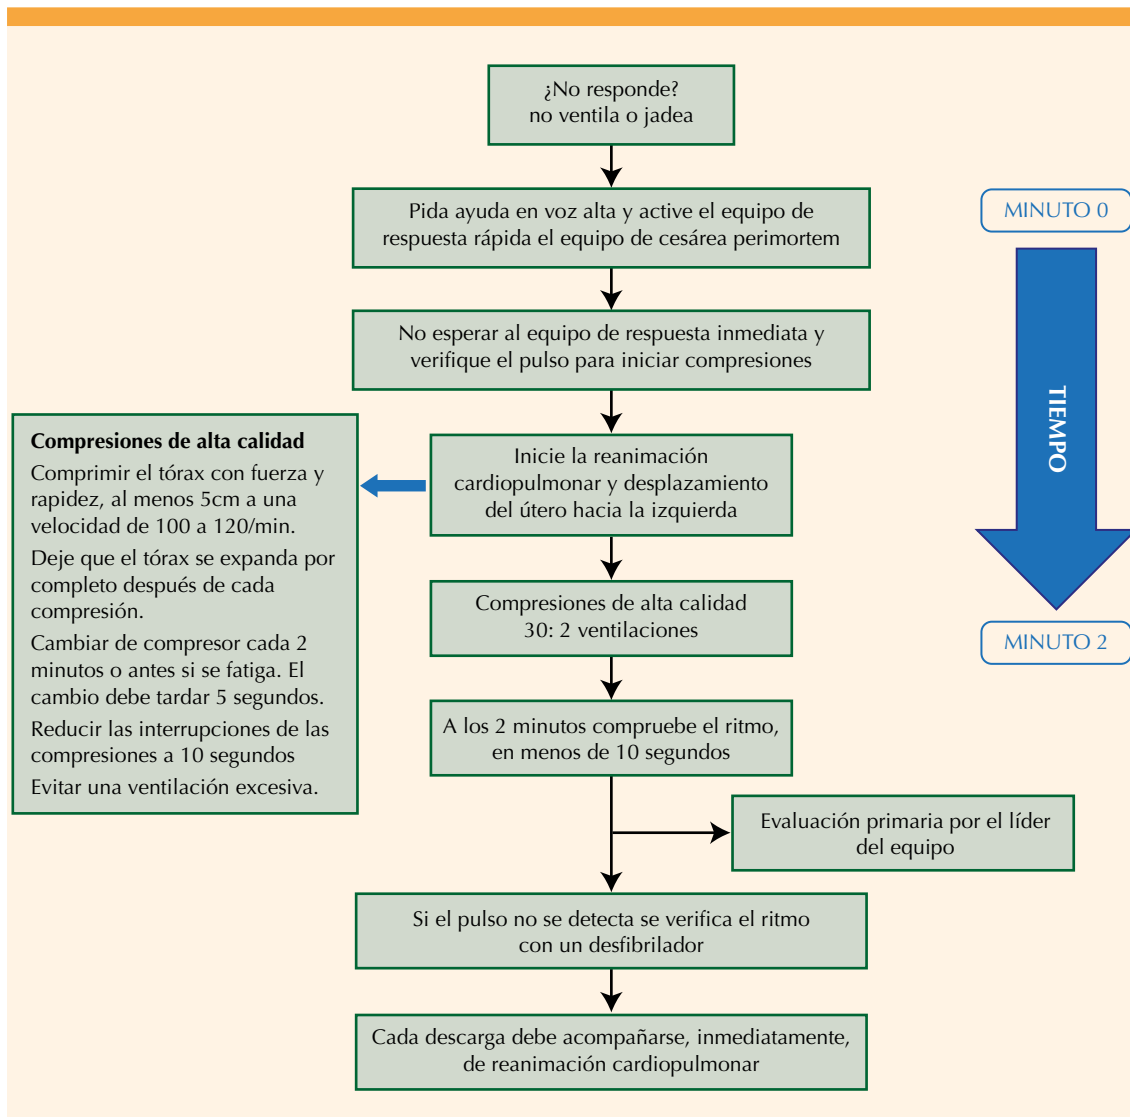 ¿No responde?
no ventila o jadea
Pida ayuda en voz alta y active el equipo de
respuesta rápida el equipo de cesárea perimortem
MINUTO 0
No esperar al equipo de respuesta inmediata y
verifique el pulso para iniciar compresiones
TIEMPO
Inicie la reanimación
cardiopulmonar y desplazamiento
del útero hacia la izquierda
Compresiones de alta calidad
Comprimir el tórax con fuerza y
rapidez, al menos 5cm a una
velocidad de 100 a 120/min.
Deje que el tórax se expanda por
completo después de cada
compresión.
Cambiar de compresor cada 2
minutos o antes si se fatiga. El
cambio debe tardar 5 segundos.
Reducir las interrupciones de las
compresiones a 10 segundos
Evitar una ventilación excesiva.
Compresiones de alta calidad
30: 2 ventilaciones
MINUTO 2
A los 2 minutos compruebe el ritmo,
en menos de 10 segundos
Evaluación primaria por el líder
del equipo
Si el pulso no se detecta se verifica el ritmo
con un desfibrilador
Cada descarga debe acompañarse, inmediatamente,
de reanimación cardiopulmonar